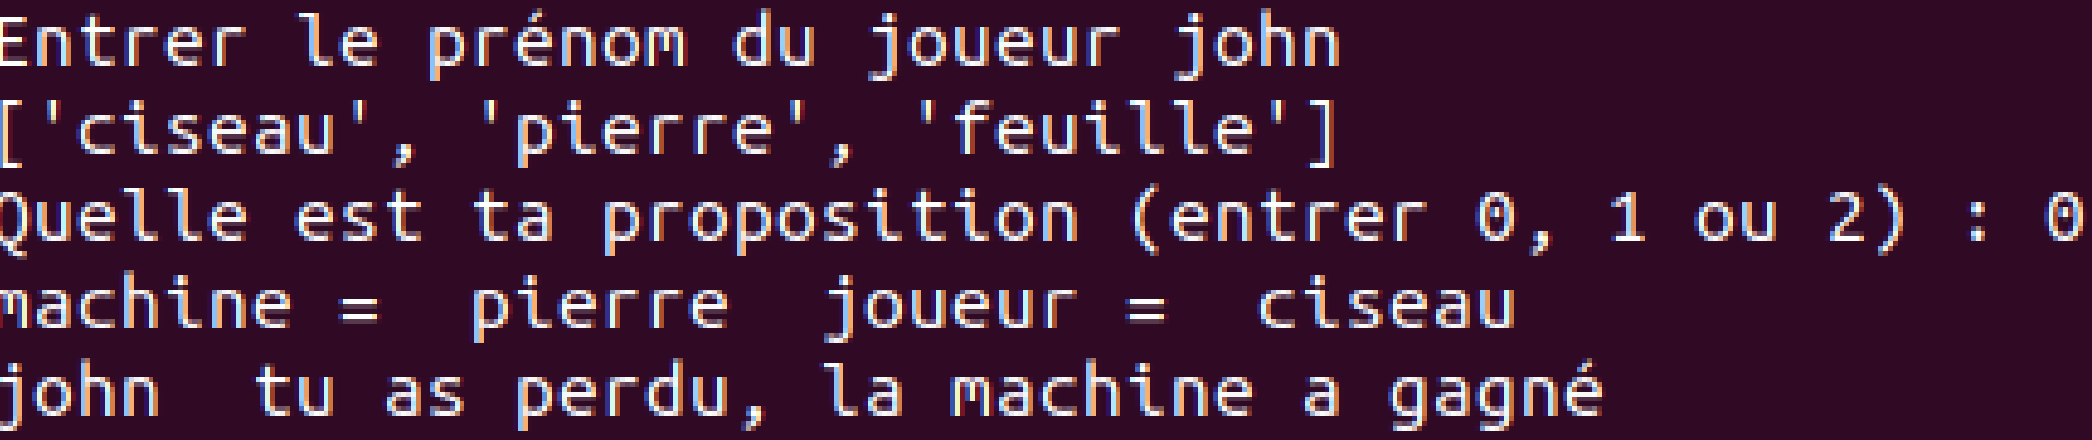 Entrer le prénom du joueur john
['ciseau', 'pierre', 'feuille']
Quelle est ta proposition (entrer 0, 1 ou 2) : 0
machine =  pierre  joueur =  ciseau
john  tu as perdu, la machine a gagné